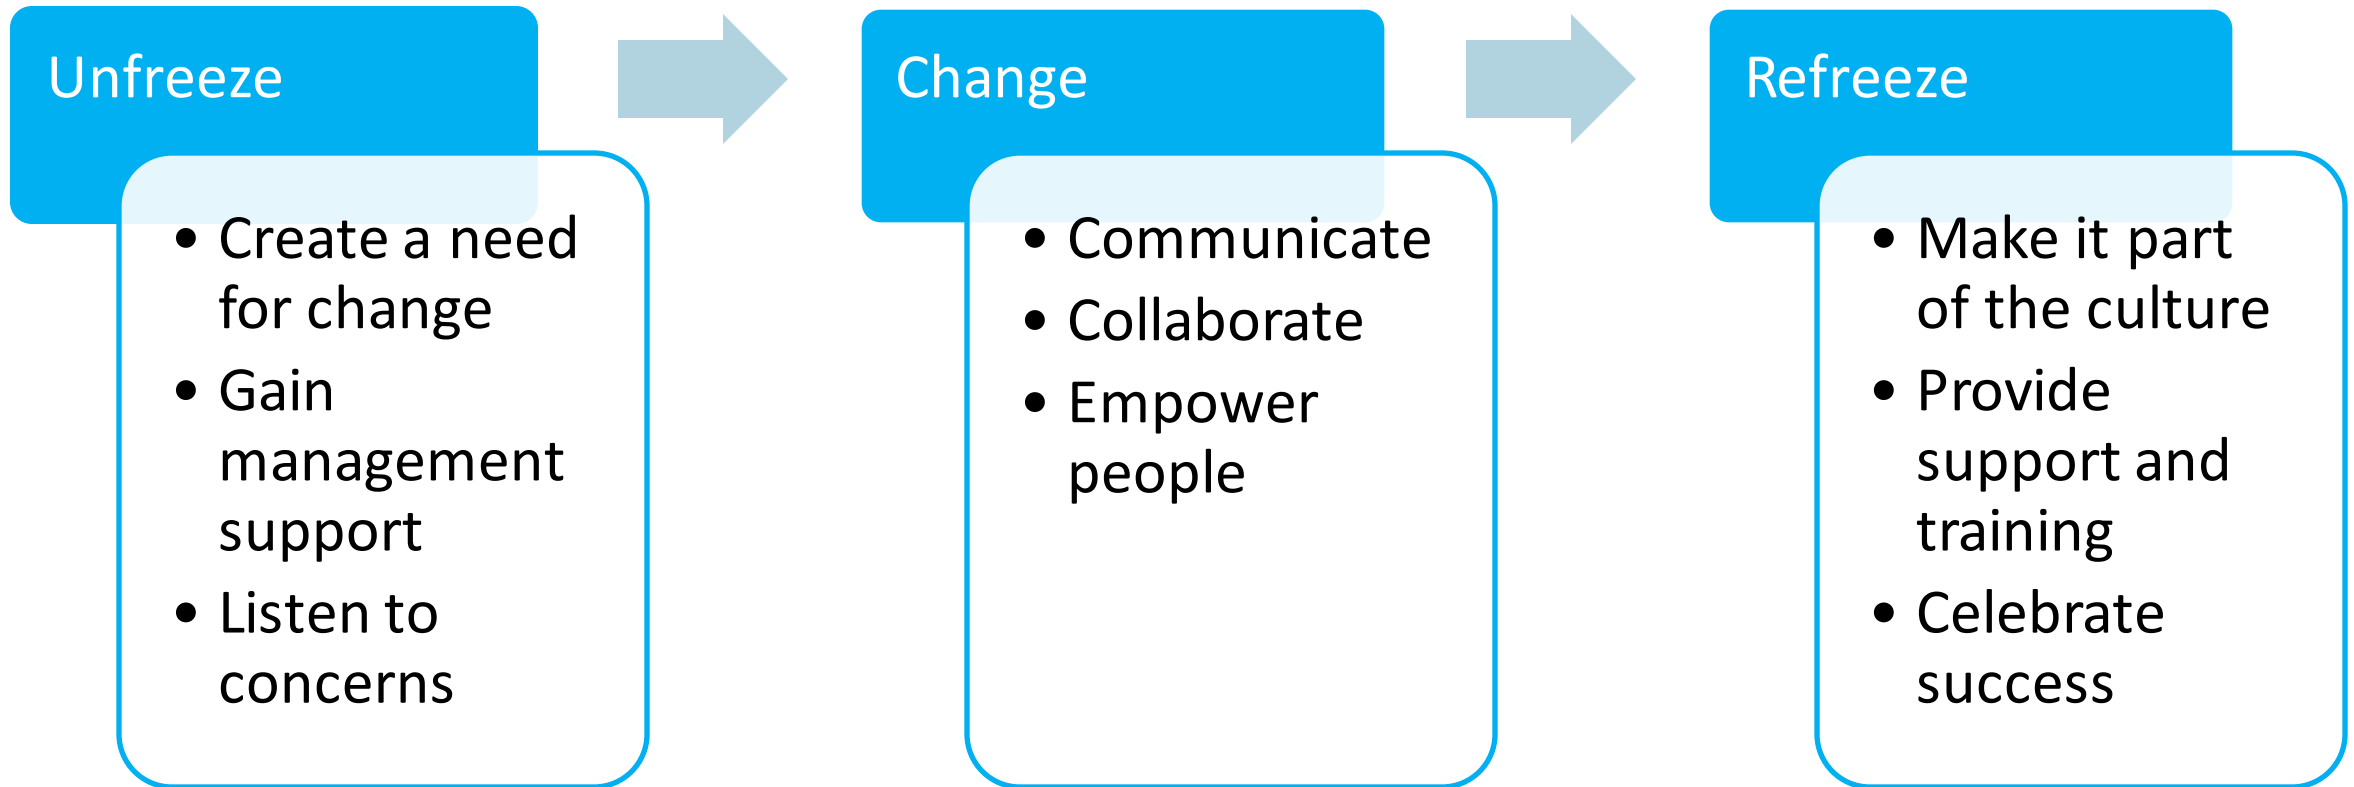 Unfreeze
• Create a need
for change
• Gain
management
support
• Listen to
concerns
Change
• Communicate
• Collaborate
• Empower
people
Refreeze
• Make it part
of the culture
• Provide
support and
training
• Celebrate
success